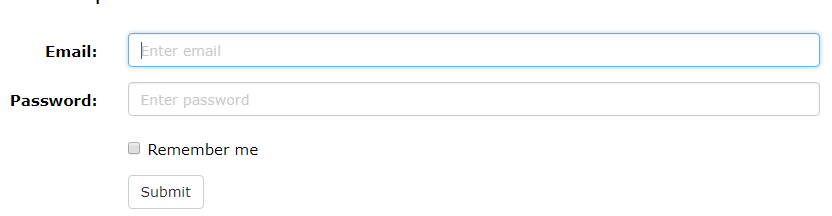 Email: Enter email
Password: Enter password
Remember me
Submit